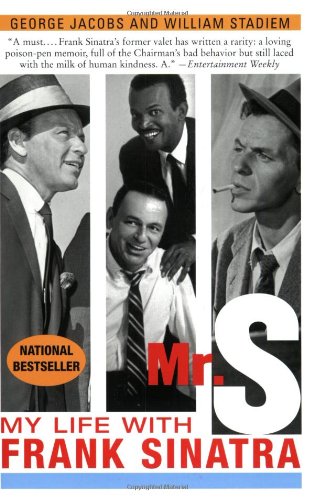 GEORGE JACOBS AND WILLIAM STADIEM
"A must.... Frank Sinatra's former valet has written a rarity: a loving
poison-pen memoir, full of the Chairman's bad behavior but still laced
with the milk of human kindness. A." —Entertainment Weekly
NATIONAL
BESTSELLER
Mr. S
MY LIFE WITH
FRANK SINATRA